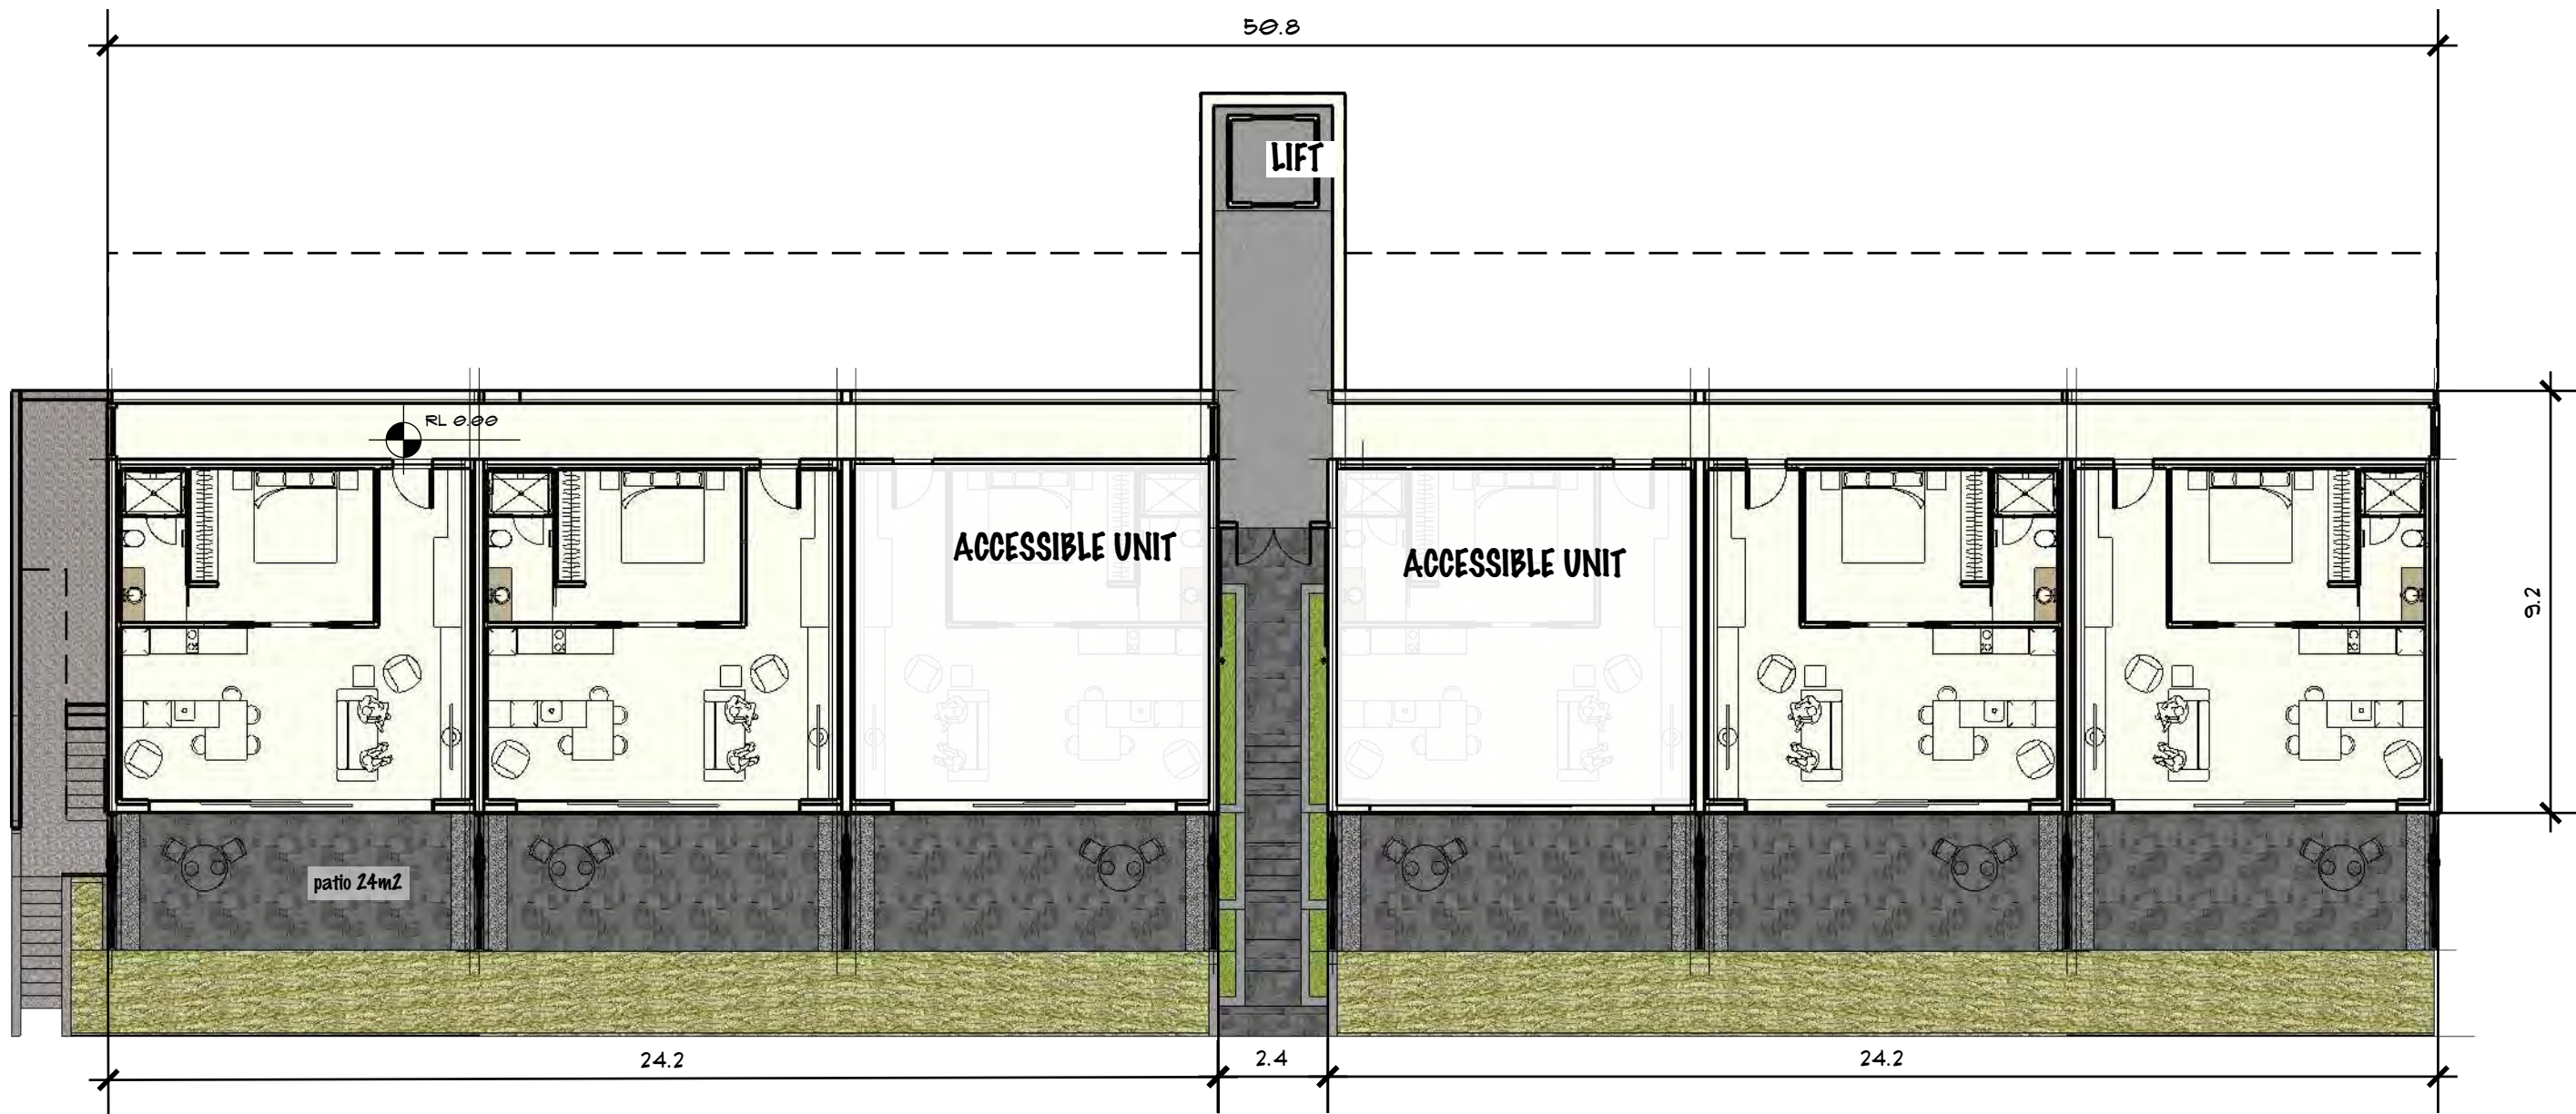 50.8
LIFT
RL 0.00
ACCESSIBLE UNIT
ACCESSIBLE UNIT
9.2
patio 24m2
24.2
2.4
24.2